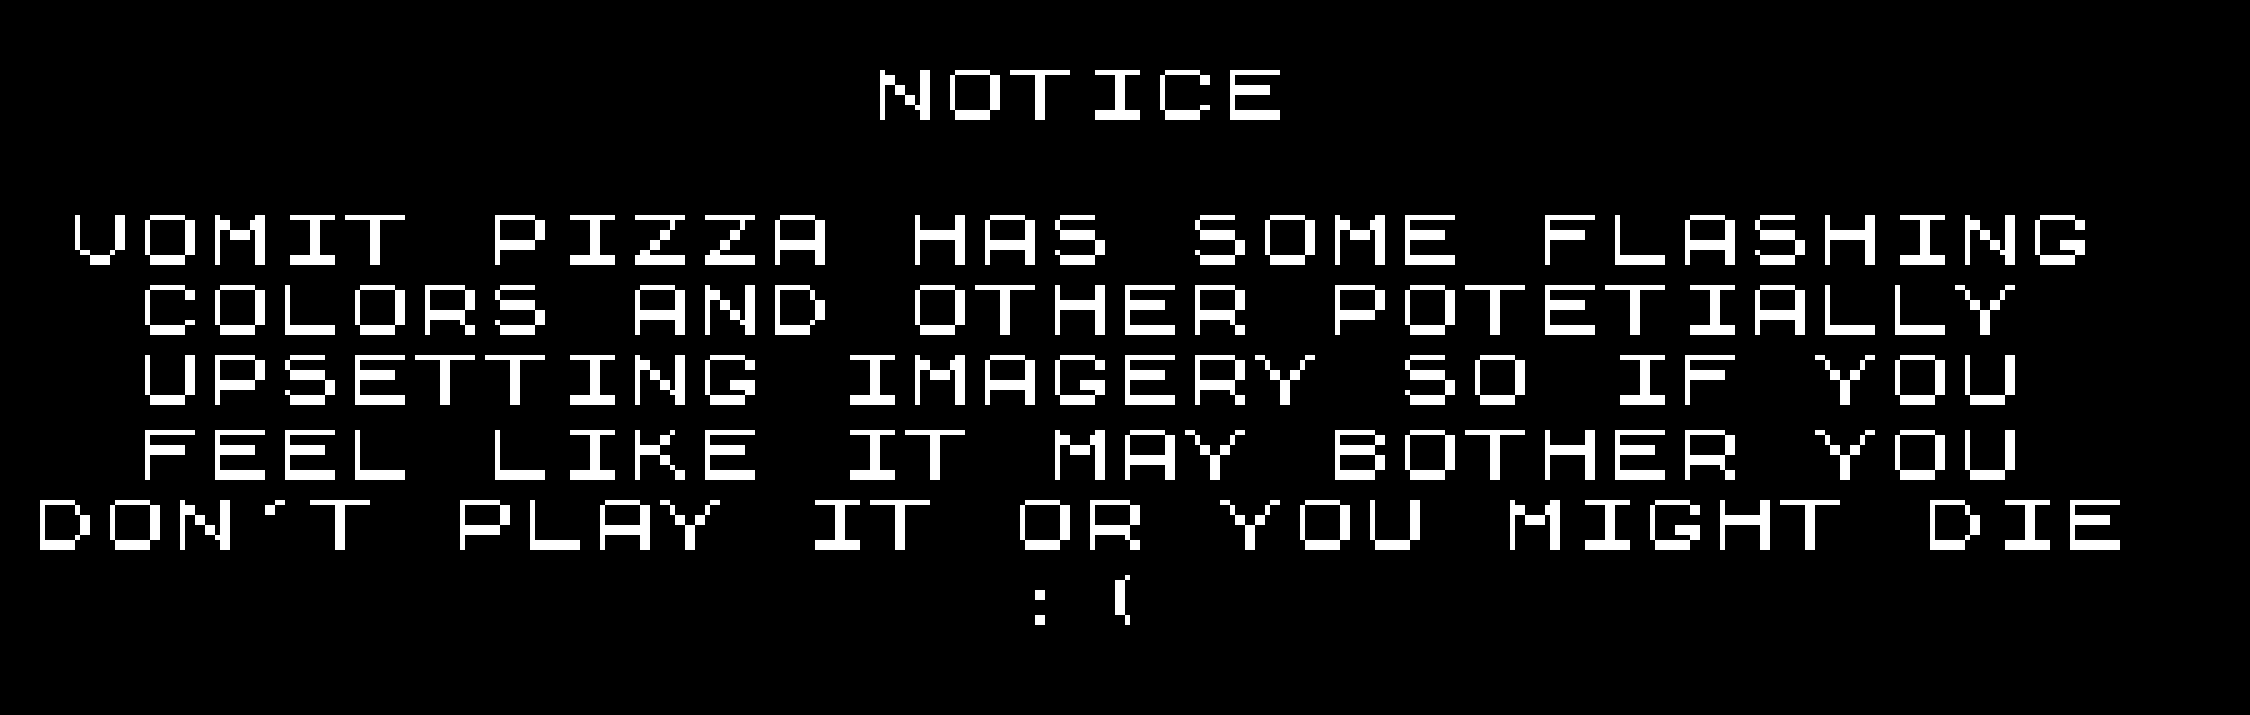 NOTICE
VOMIT PIZZA HAS SOME FLASHING
COLORS AND OTHER POTETIALLY
UPSETTING IMAGERY SO IF YOU
FEEL LIKE IT MAY BOTHER YOU
DON'T PLAY IT OR YOU MIGHT DIE
: (